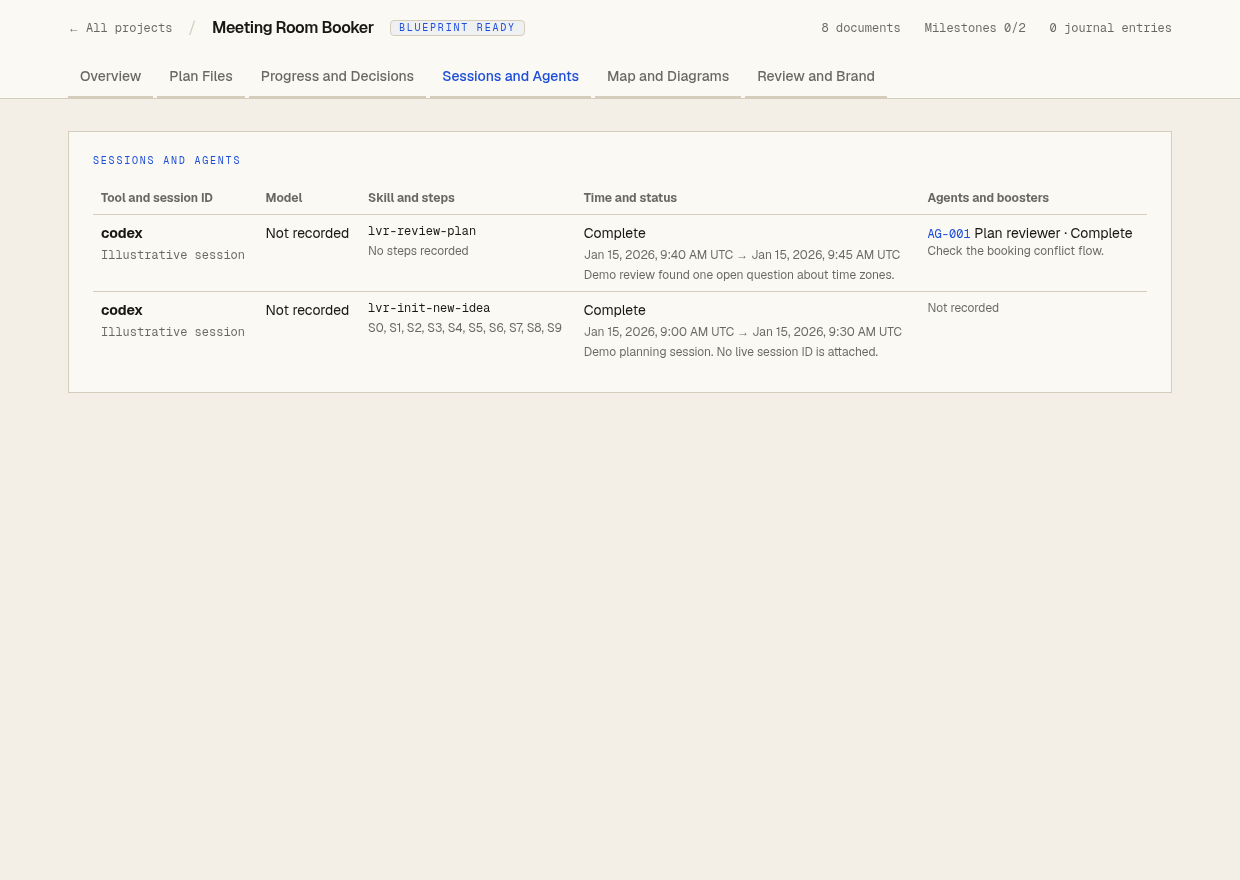 ← All projects / Meeting Room Booker BLUEPRINT READY 8 documents Milestones 0/2 0 journal entries
Overview Plan Files Progress and Decisions Sessions and Agents Map and Diagrams Review and Brand
SESSIONS AND AGENTS
Tool and session ID Model Skill and steps Time and status Agents and boosters
codex Not recorded lvr-review-plan Complete AG-001 Plan reviewer · Complete
Illustrative session No steps recorded Jan 15, 2026, 9:40 AM UTC → Jan 15, 2026, 9:45 AM UTC Check the booking conflict flow.
Demo review found one open question about time zones.
codex Not recorded lvr-init-new-idea Complete Not recorded
Illustrative session S0, S1, S2, S3, S4, S5, S6, S7, S8, S9 Jan 15, 2026, 9:00 AM UTC → Jan 15, 2026, 9:30 AM UTC
Demo planning session. No live session ID is attached.